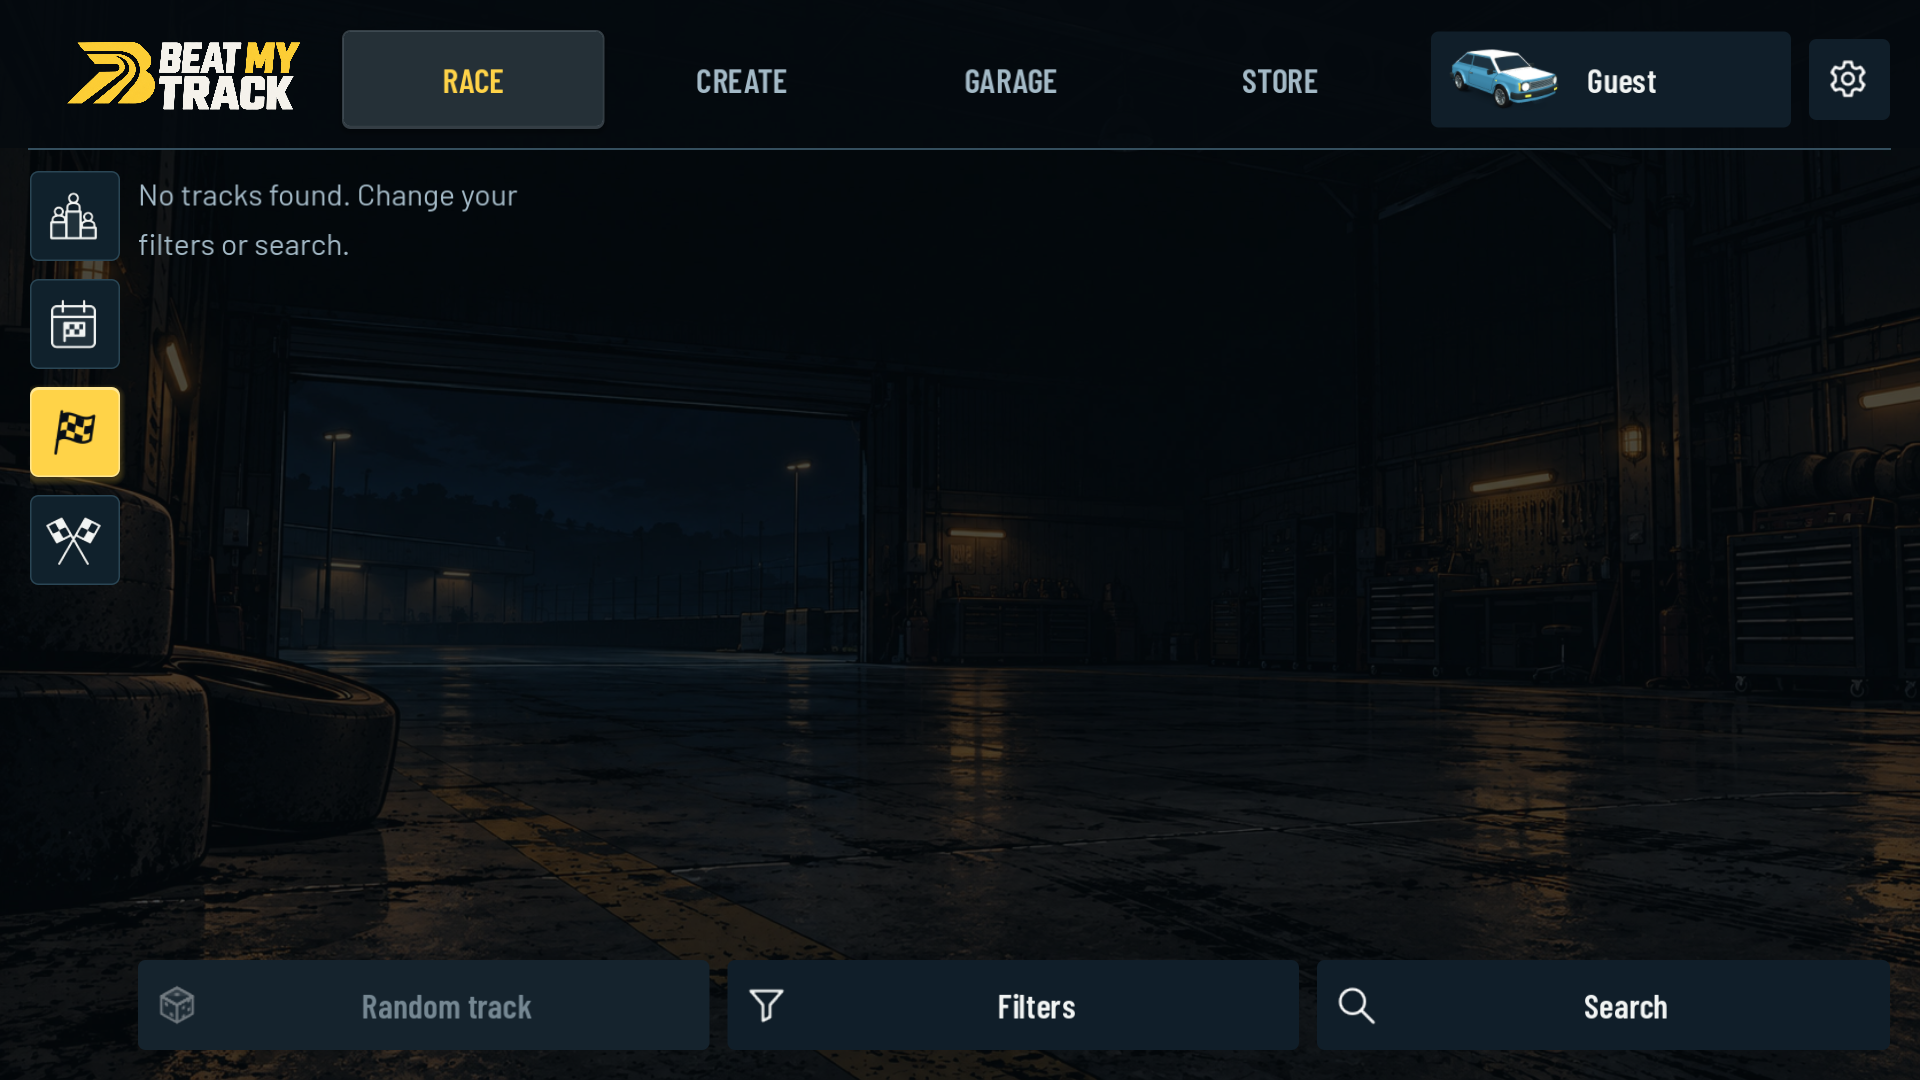 BEAT MY
TRACK
RACE
CREATE
GARAGE
STORE
Guest
No tracks found. Change your
filters or search.
Random track
Filters
Search